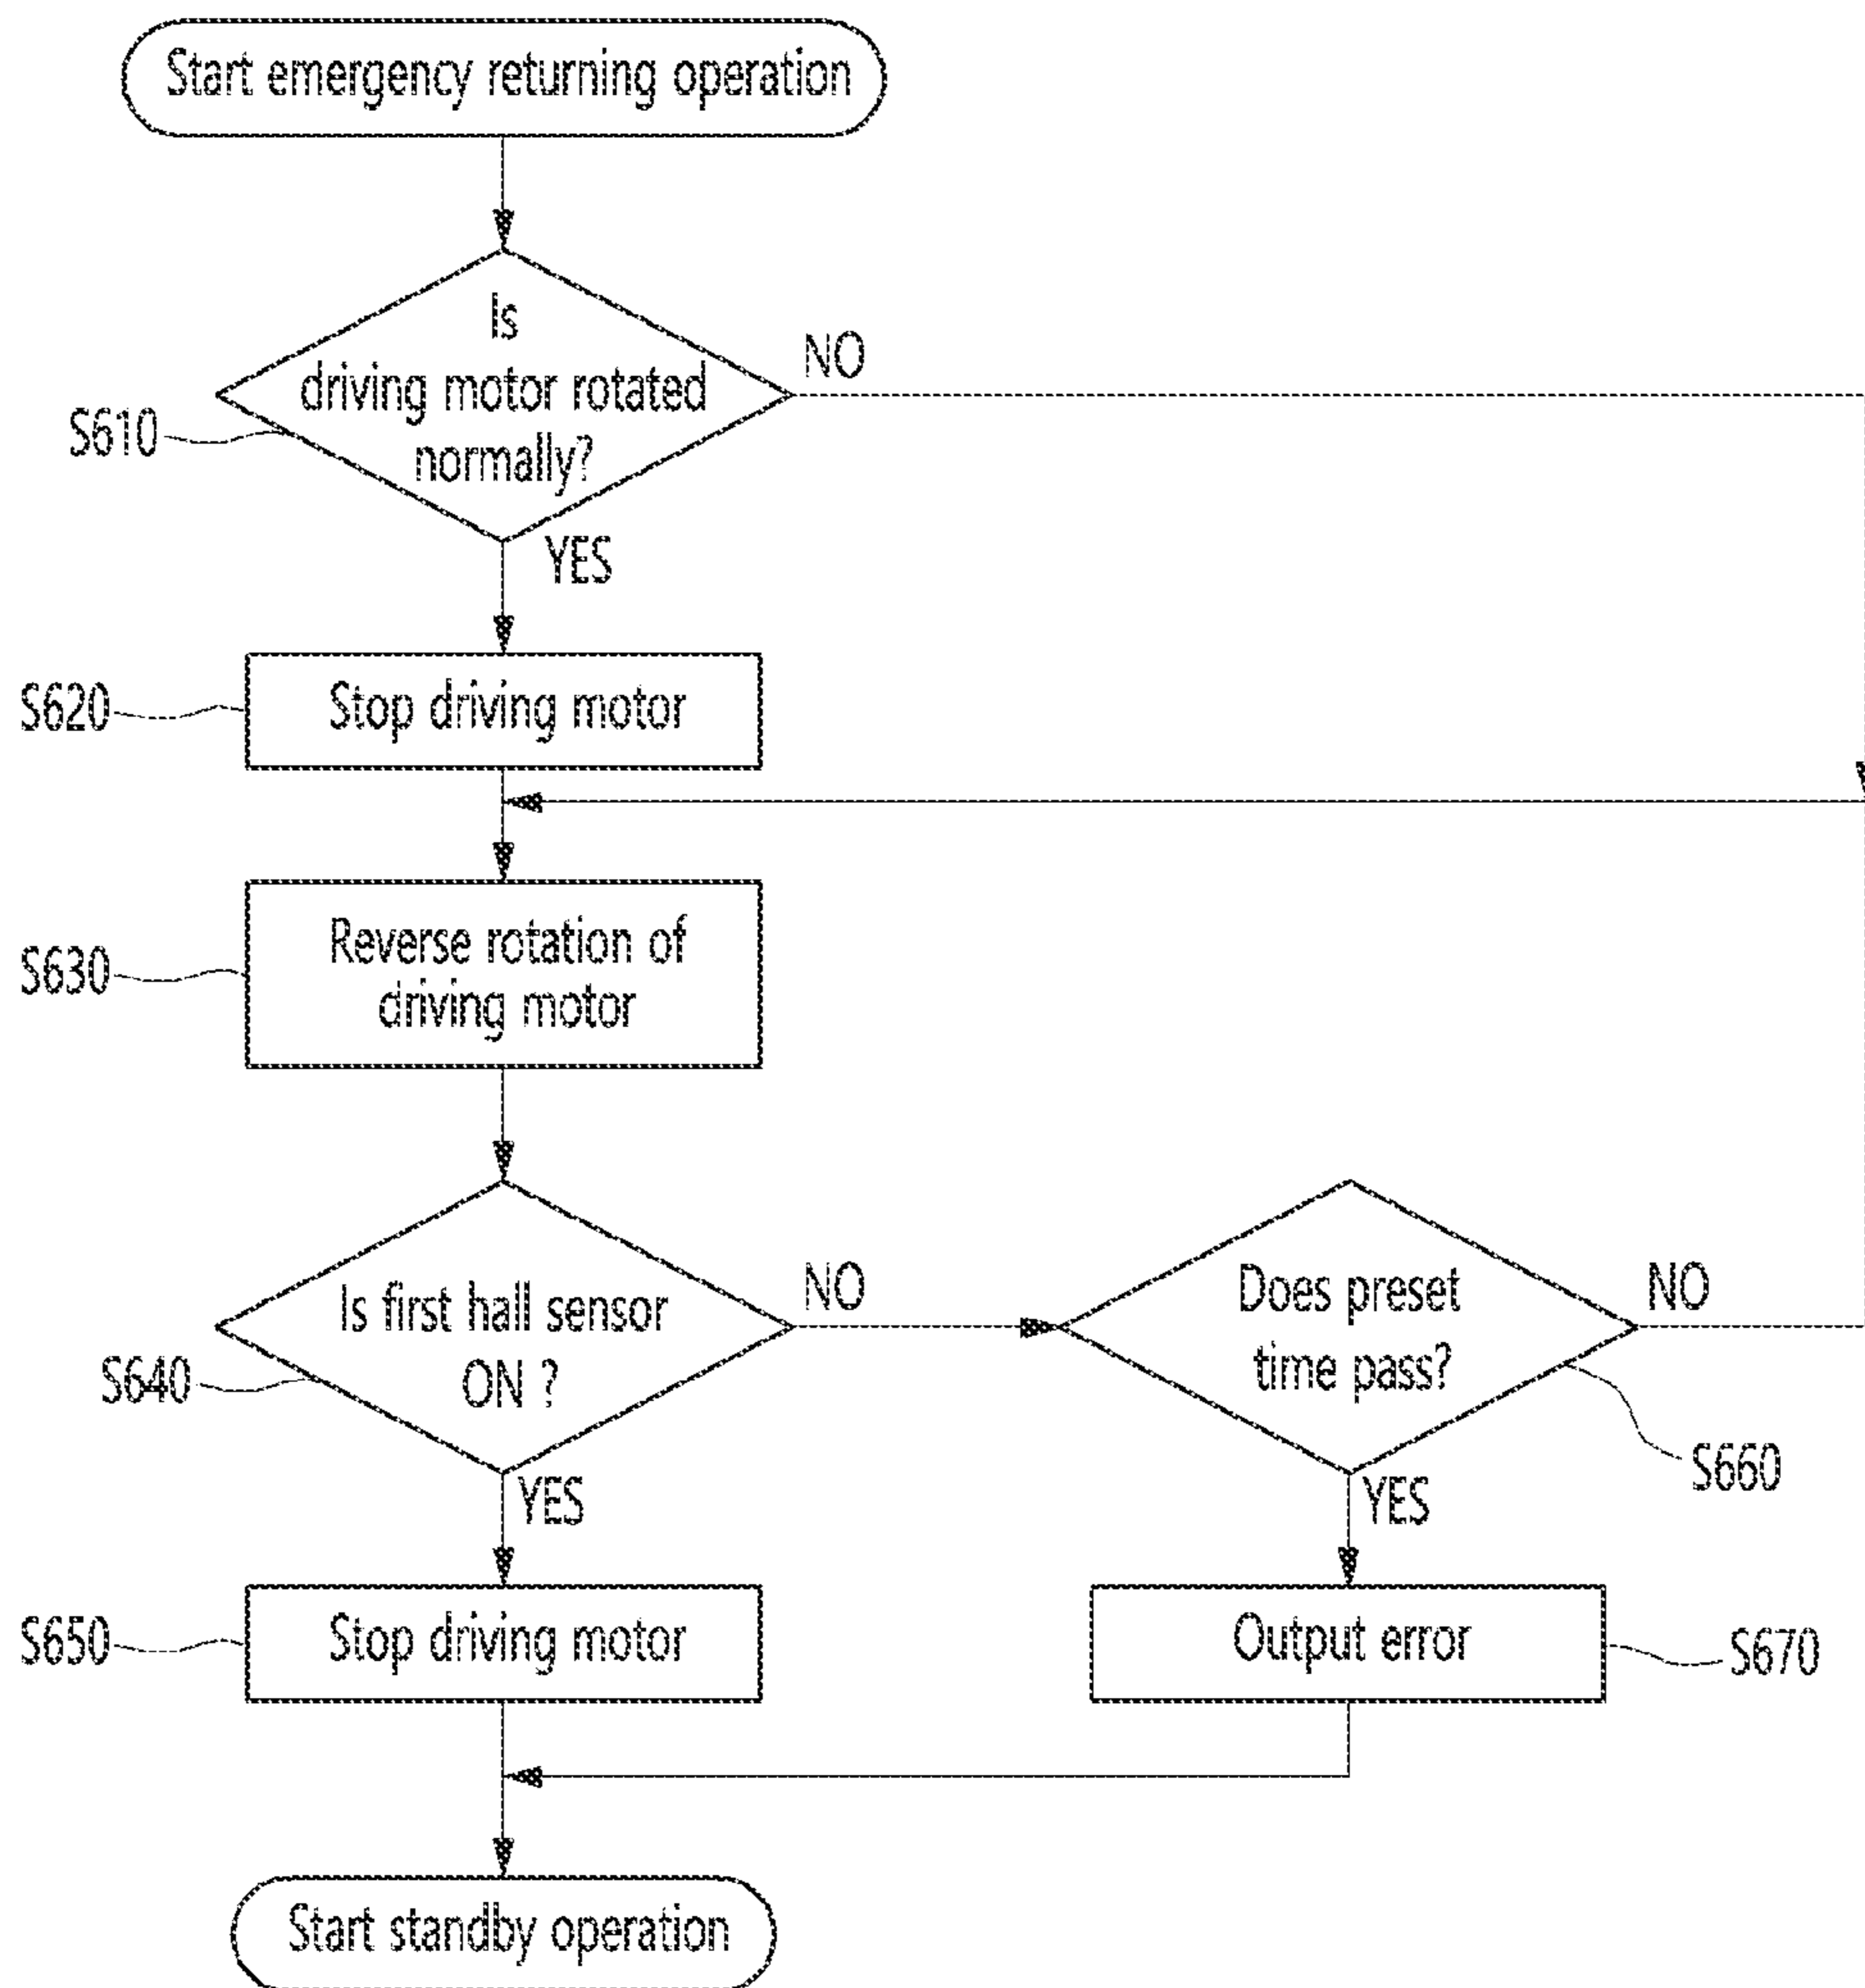 Start emergency returning operation
Is
driving motor rotated
normally?
NO
S610
YES
S620
Stop driving motor
S630
Reverse rotation of
driving motor
Is first hall sensor
ON ?
NO
S640
YES
Does preset
time pass?
NO
S660
YES
S650
Stop driving motor
Output error
S670
Start standby operation